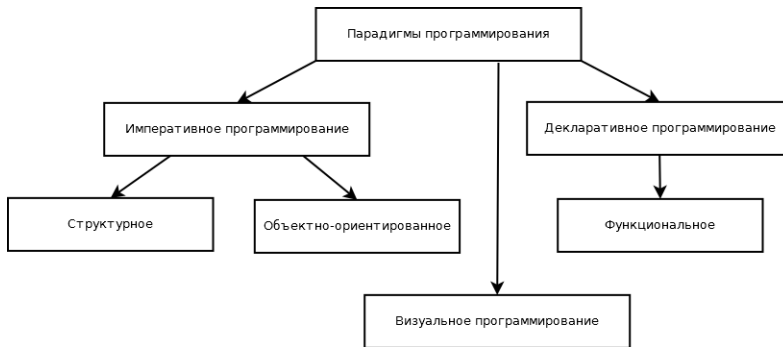 Парадигмы программирования
Императивное программирование
Декларативное программирование
Структурное
Объектно-ориентированное
Функциональное
Визуальное программирование